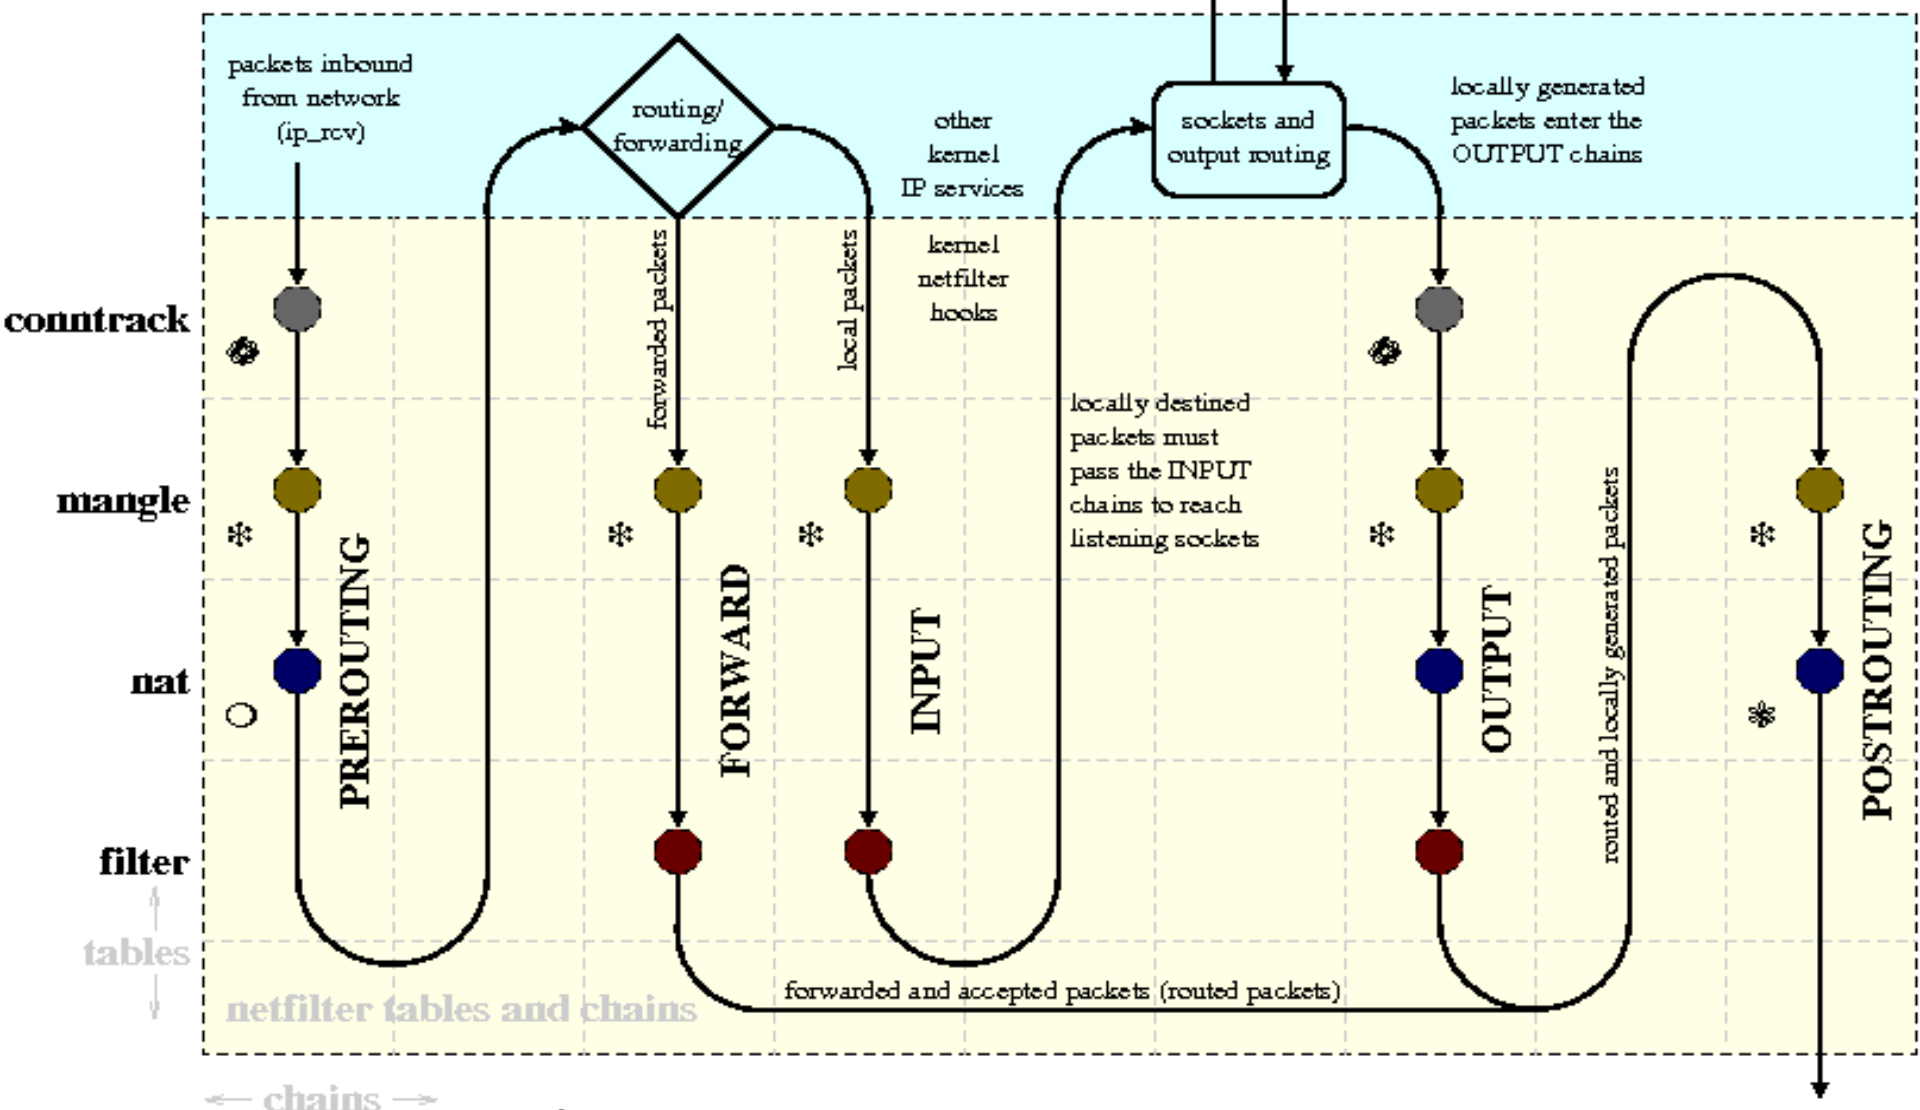 packets inbound
from network
(ip_rcv)
routing/
forwarding
other
kernel
IP services
sockets and
output routing
locally generated
packets enter the
OUTPUT chains
kernel
netfilter
hooks
forwarded packets
local packets
conntrack
locally destined
packets must
pass the INPUT
chains to reach
listening sockets
mangle
nat
filter
PREROUTING
FORWARD
INPUT
OUTPUT
routed and locally generated packets
POSTROUTING
tables
forwarded and accepted packets (routed packets)
netfilter tables and chains
chains